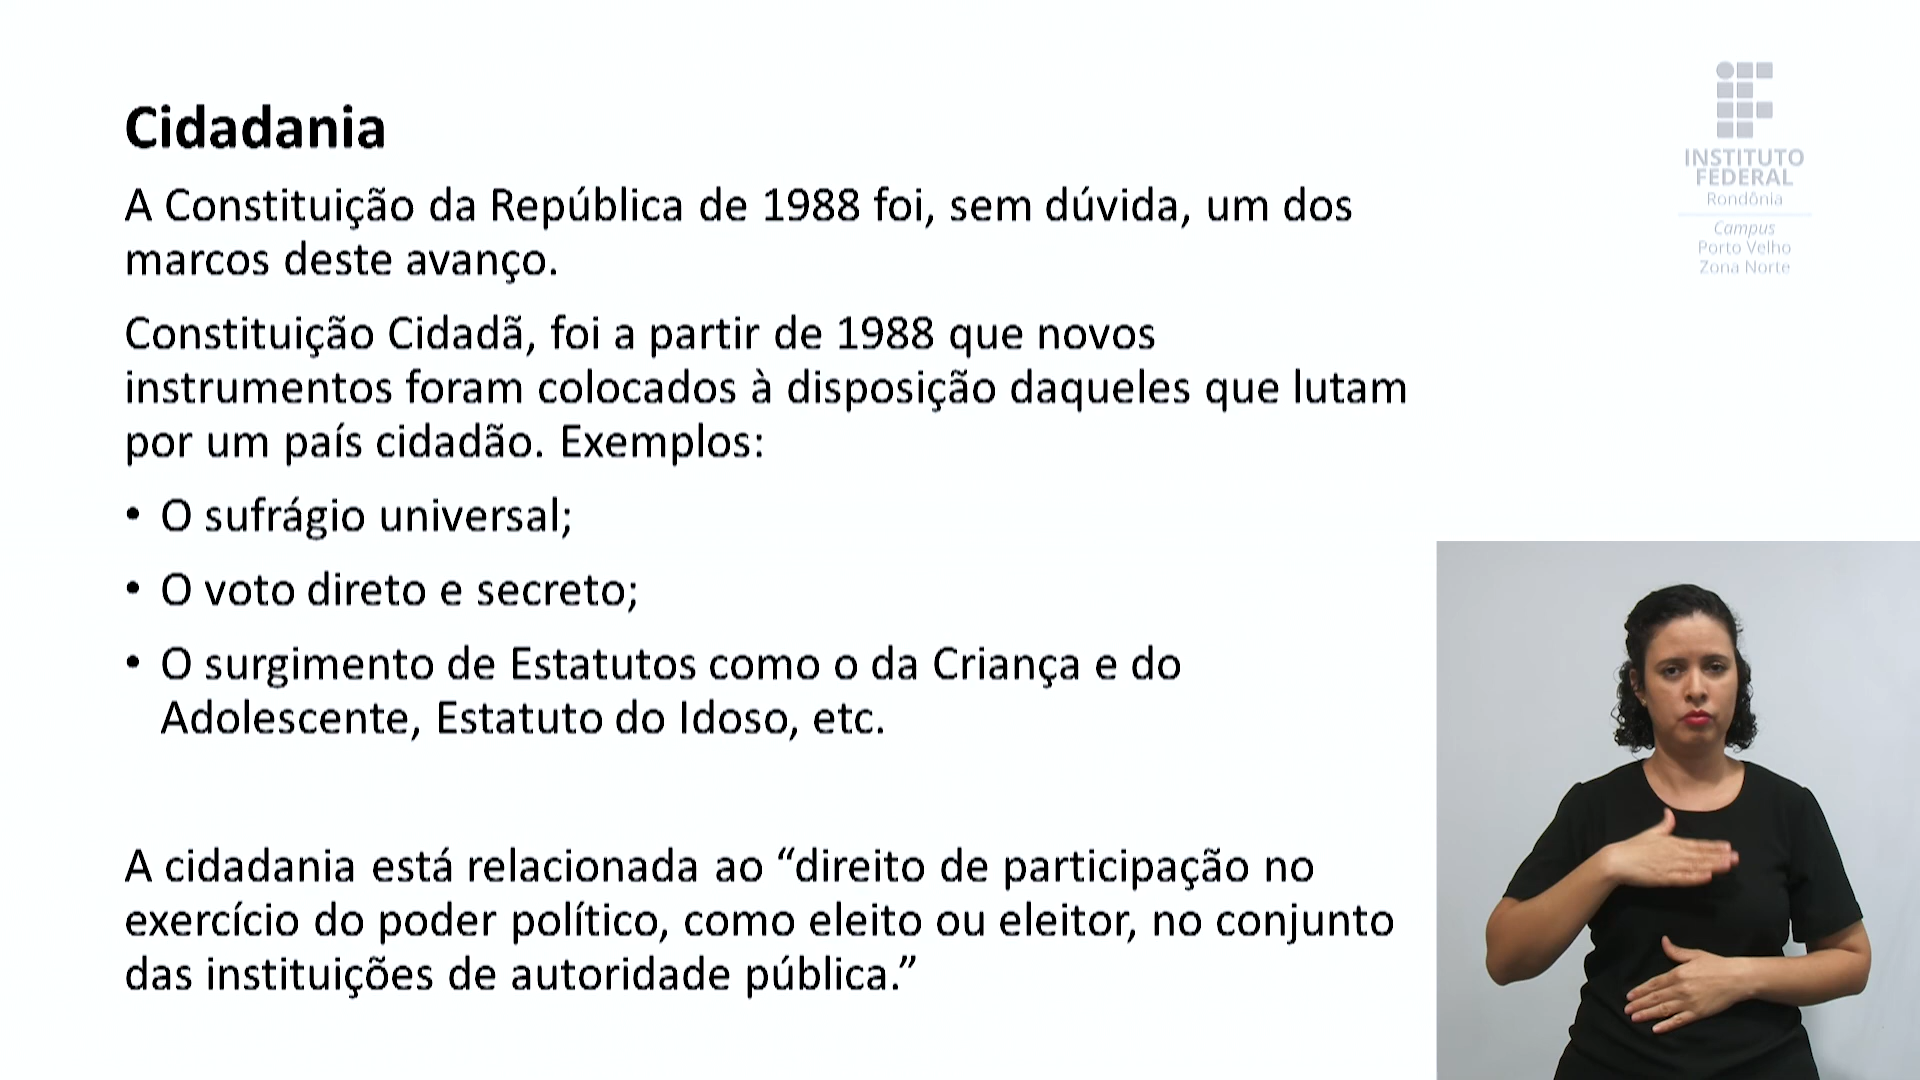 Cidadania
A Constituição da República de 1988 foi, sem dúvida, um dos
marcos deste avanço.
Constituição Cidadã, foi a partir de 1988 que novos
instrumentos foram colocados à disposição daqueles que lutam
por um país cidadão. Exemplos:
• O sufrágio universal;
• O voto direto e secreto;
• O surgimento de Estatutos como o da Criança e do
Adolescente, Estatuto do Idoso, etc.
A cidadania está relacionada ao “direito de participação no
exercício do poder político, como eleito ou eleitor, no conjunto
das instituições de autoridade pública.”
INSTITUTO
FEDERAL
Rondônia
Campus
Porto Velho
Zona Norte